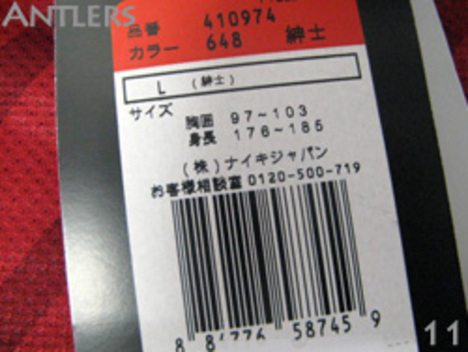 ANTLERS
品番 410974
カラー 648 紳士
L (紳士)
サイズ
胸囲 97~103
身長 176~185
(株)ナイキジャパン
お客様相談室 0120-500-719
58745 9
11